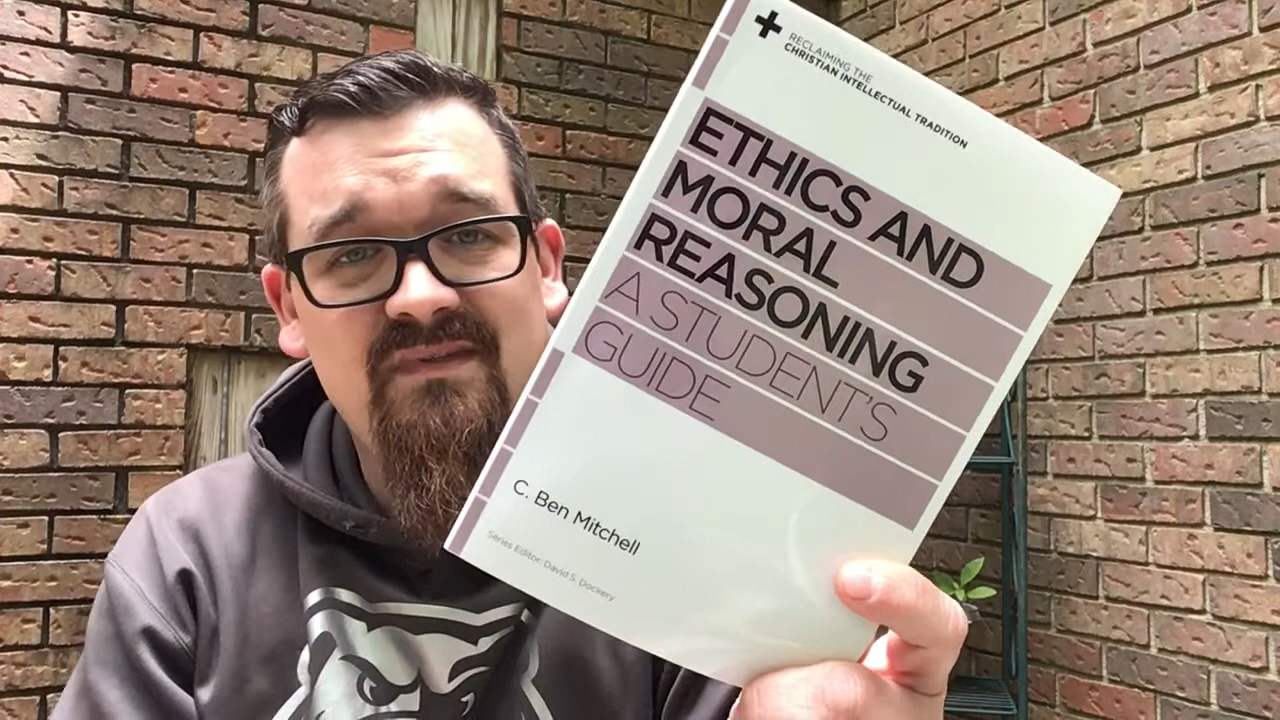 RECLAIMING THE
CHRISTIAN INTELLECTUAL TRADITION
ETHICS AND
MORAL
REASONING
A STUDENT'S
GUIDE
C. Ben Mitchell
Series Editor: David S. Dockery